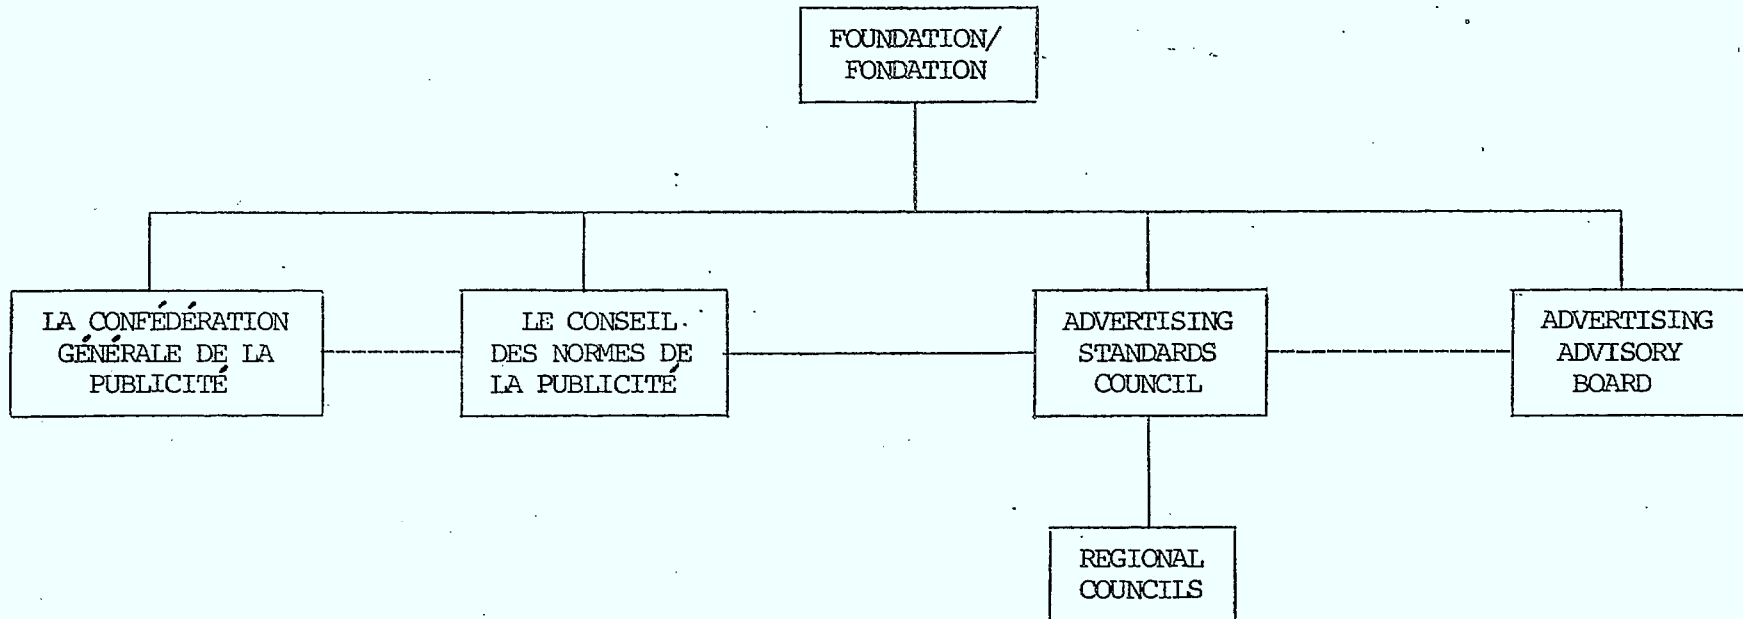 FOUNDATION/
FONDATION
LA CONFÉDÉRATION
GÉNÉRALE DE LA
PUBLICITÉ
LE CONSEIL
DES NORMES DE
LA PUBLICITÉ
ADVERTISING
STANDARDS
COUNCIL
ADVERTISING
ADVISORY
BOARD
REGIONAL
COUNCILS